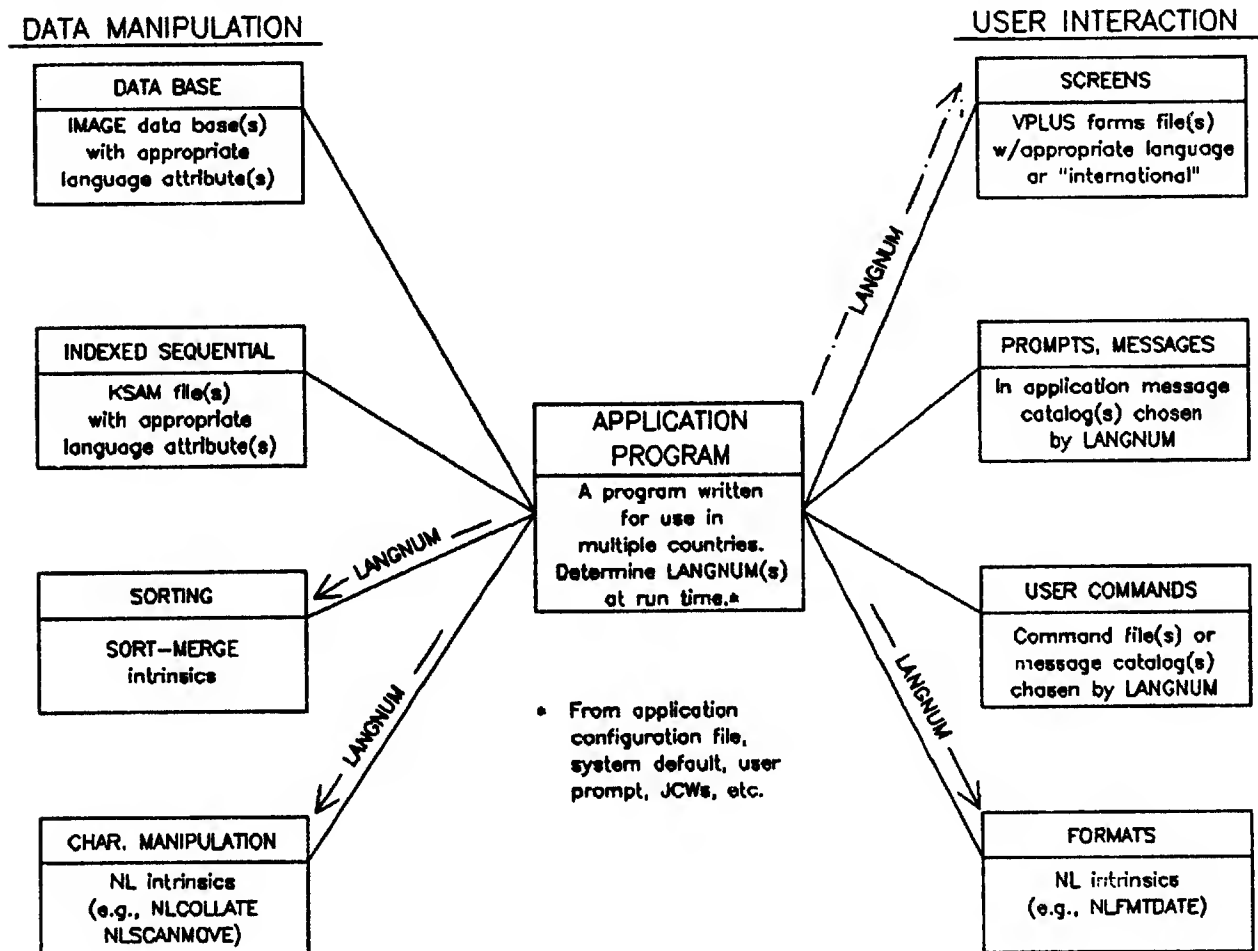 DATA MANIPULATION
DATA BASE
IMAGE data base(s)
with appropriate
language attribute(s)
INDEXED SEQUENTIAL
KSAM file(s)
with appropriate
language attribute(s)
SORTING
SORT-MERGE
intrinsics
CHAR. MANIPULATION
NL intrinsics
(e.g., NLCOLLATE
NLSCANMOVE)
LANGNUM
LANGNUM
APPLICATION
PROGRAM
A program written
for use in
multiple countries.
Determine LANGNUM(s)
at run time.*
* From application
configuration file,
system default, user
prompt, JCWs, etc.
USER INTERACTION
SCREENS
VPLUS forms file(s)
w/appropriate language
or "international"
LANGNUM
PROMPTS, MESSAGES
In application message
catalog(s) chosen
by LANGNUM
USER COMMANDS
Command file(s) or
message catalog(s)
chosen by LANGNUM
LANGNUM
FORMATS
NL intrinsics
(e.g., NLFMTDATE)